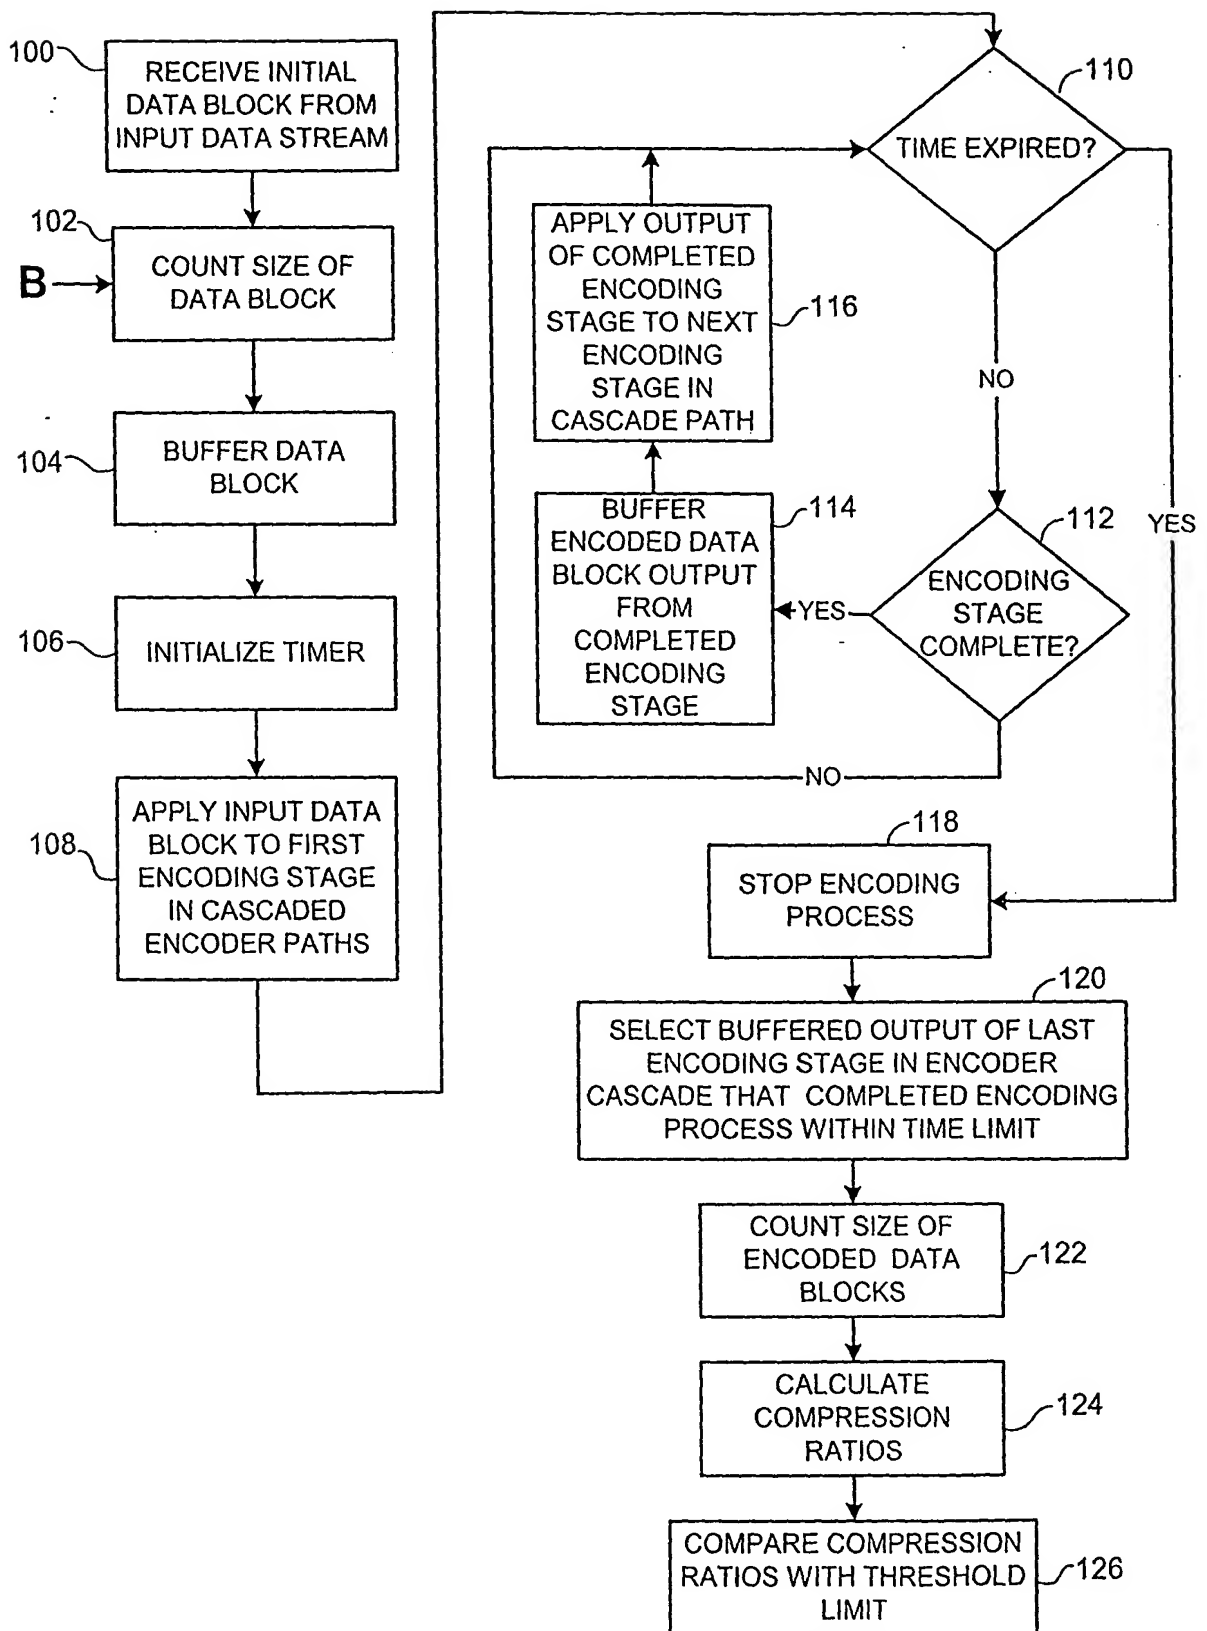 100
RECEIVE INITIAL
DATA BLOCK FROM
INPUT DATA STREAM
102
B
COUNT SIZE OF
DATA BLOCK
104
BUFFER DATA
BLOCK
106
INITIALIZE TIMER
108
APPLY INPUT DATA
BLOCK TO FIRST
ENCODING STAGE
IN CASCADED
ENCODER PATHS
110
TIME EXPIRED?
NO
YES
112
ENCODING
STAGE
COMPLETE?
YES
NO
114
BUFFER
ENCODED DATA
BLOCK OUTPUT
FROM
COMPLETED
ENCODING
STAGE
116
APPLY OUTPUT
OF COMPLETED
ENCODING
STAGE TO NEXT
ENCODING
STAGE IN
CASCADE PATH
118
STOP ENCODING
PROCESS
120
SELECT BUFFERED OUTPUT OF LAST
ENCODING STAGE IN ENCODER
CASCADE THAT COMPLETED ENCODING
PROCESS WITHIN TIME LIMIT
122
COUNT SIZE OF
ENCODED DATA
BLOCKS
124
CALCULATE
COMPRESSION
RATIOS
126
COMPARE COMPRESSION
RATIOS WITH THRESHOLD
LIMIT